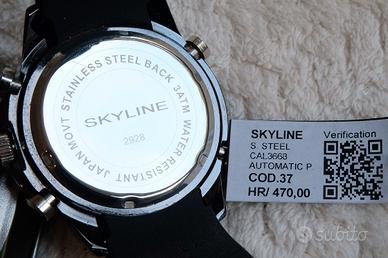 STAINLESS STEEL BACK 3ATM WATER RESISTANT JAPAN MOVT
SKYLINE
2928
SKYLINE
S. STEEL
CAL3668
AUTOMATIC P.
COD.37
HR/ 470,00
Verification
subito